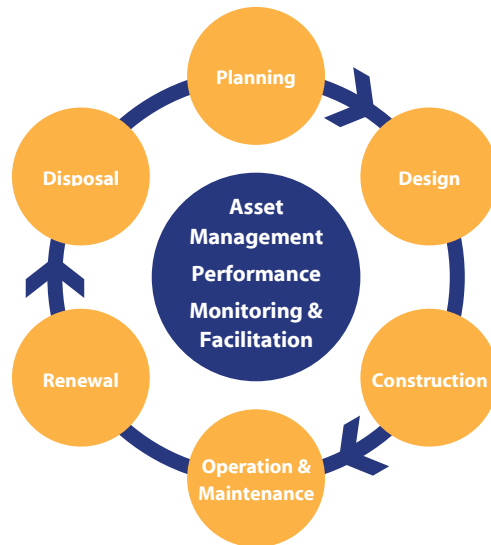 Planning
Design
Construction
Operation &
Maintenance
Renewal
Disposal
Asset
Management
Performance
Monitoring &
Facilitation